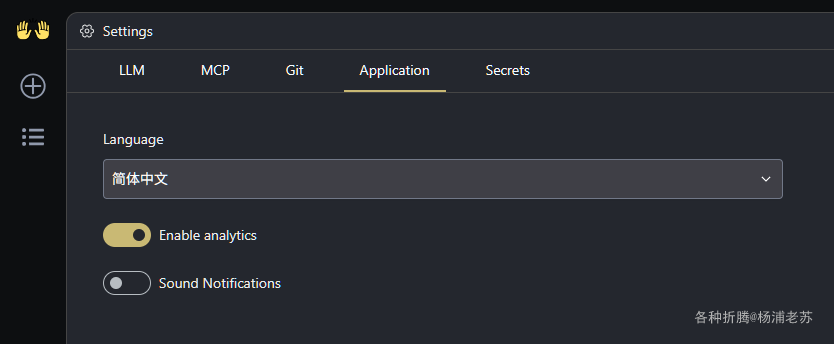 Settings
LLM MCP Git Application Secrets
Language
简体中文
Enable analytics
Sound Notifications
各种折腾@杨浦老苏